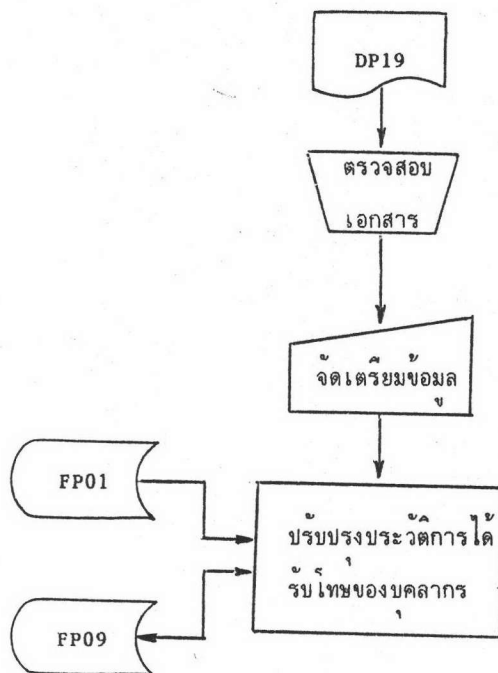 DP19
ตรวจสอบ
เอกสาร
จัดเตรียมข้อมูล
FP01
ปรับปรุงประวัติการได้
รับโทษของบุคลากร
FP09